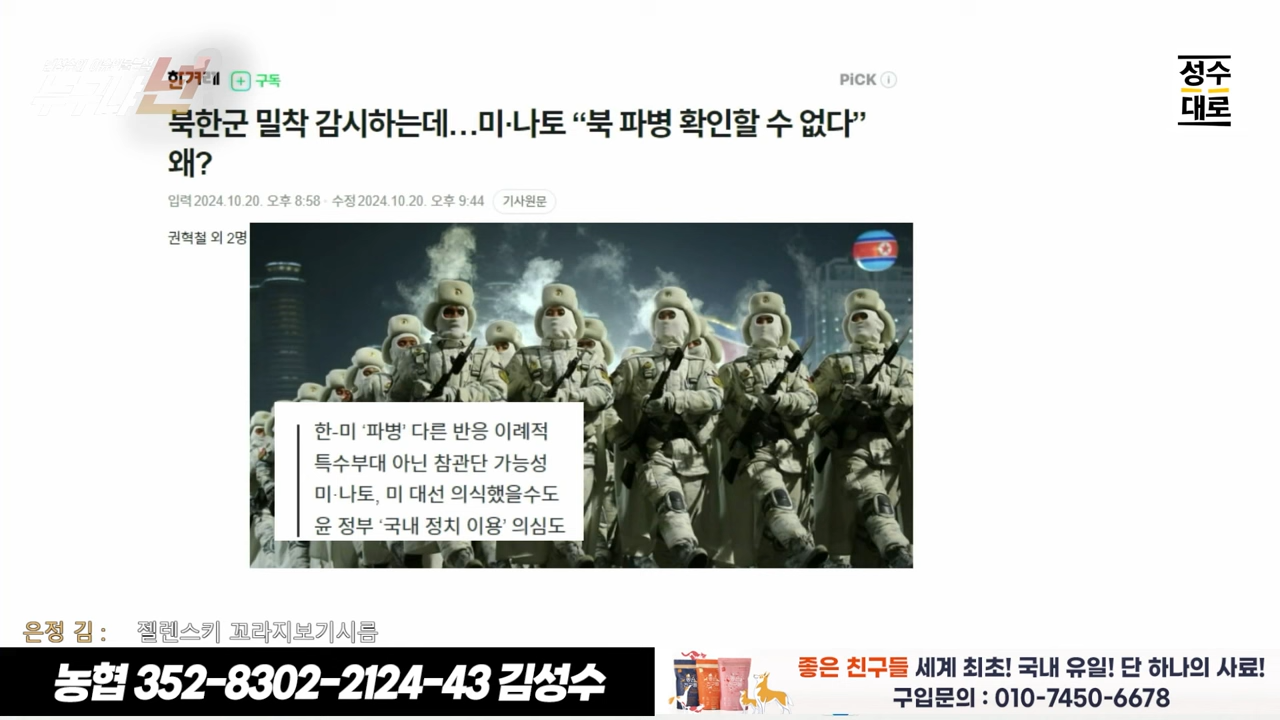 한겨레 구독
PiCK
성수
대로
북한군 밀착 감시하는데…미·나토 “북 파병 확인할 수 없다”
왜?
입력 2024.10.20. 오후 8:58 · 수정 2024.10.20. 오후 9:44 기사원문
권혁철 외 2명
한-미 ‘파병’ 다른 반응 이례적
특수부대 아닌 참관단 가능성
미·나토, 미 대선 의식했을수도
윤 정부 ‘국내 정치 이용’ 의심도
은정 김 : 젤렌스키 꼬라지보기시름
농협 352-8302-2124-43 김성수
좋은 친구들 세계 최초! 국내 유일! 단 하나의 사료!
구입문의 : 010-7450-6678